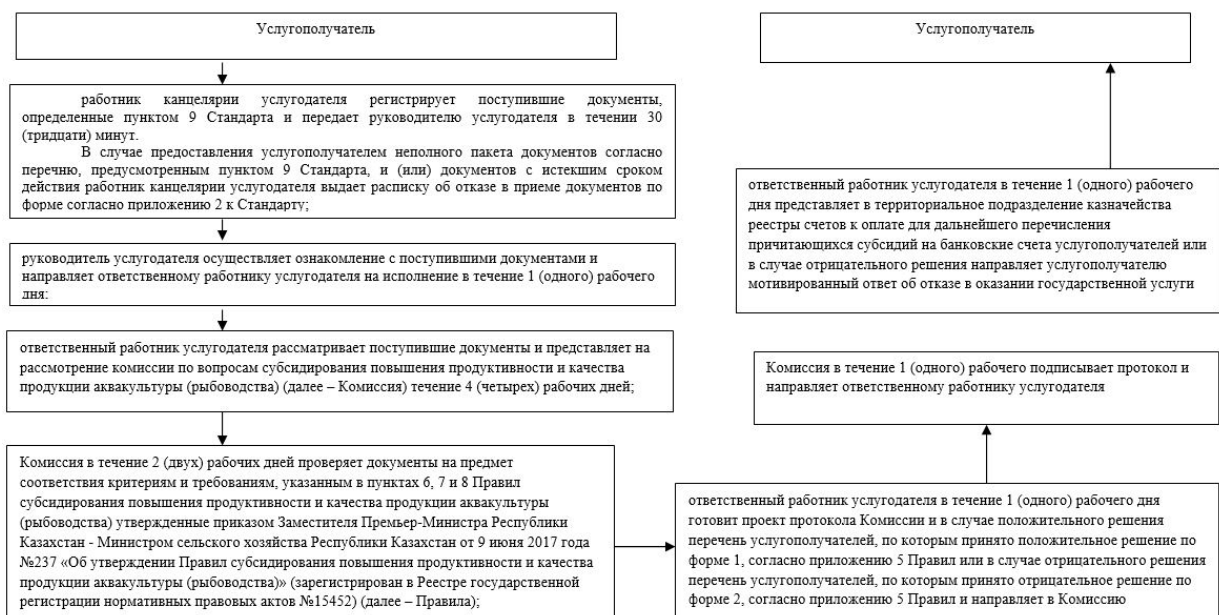 Услугополучатель
работник канцелярии услугодателя регистрирует поступившие документы,
определенные пунктом 9 Стандарта и передает руководителю услугодателя в течении 30
(тридцати) минут.
В случае предоставления услугополучателем неполного пакета документов согласно
перечню, предусмотренным пунктом 9 Стандарта, и (или) документов с истекшим сроком
действия работник канцелярии услугодателя выдает расписку об отказе в приеме документов по
форме согласно приложению 2 к Стандарту;
руководитель услугодателя осуществляет ознакомление с поступившими документами и
направляет ответственному работнику услугодателя на исполнение в течение 1 (одного) рабочего
дня:
ответственный работник услугодателя рассматривает поступившие документы и представляет на
рассмотрение комиссии по вопросам субсидирования повышения продуктивности и качества
продукции аквакультуры (рыбоводства) (далее – Комиссия) течение 4 (четырех) рабочих дней;
Комиссия в течение 2 (двух) рабочих дней проверяет документы на предмет
соответствия критериям и требованиям, указанным в пунктах 6, 7 и 8 Правил
субсидирования повышения продуктивности и качества продукции аквакультуры
(рыбоводства) утвержденные приказом Заместителя Премьер-Министра Республики
Казахстан - Министром сельского хозяйства Республики Казахстан от 9 июня 2017 года
№237 «Об утверждении Правил субсидирования повышения продуктивности и качества
продукции аквакультуры (рыбоводства)» (зарегистрирован в Реестре государственной
регистрации нормативных правовых актов №15452) (далее – Правила);
ответственный работник услугодателя в течение 1 (одного) рабочего дня
готовит проект протокола Комиссии и в случае положительного решения
перечень услугополучателей, по которым принято положительное решение по
форме 1, согласно приложению 5 Правил или в случае отрицательного решения
перечень услугополучателей, по которым принято отрицательное решение по
форме 2, согласно приложению 5 Правил и направляет в Комиссию
Комиссия в течение 1 (одного) рабочего подписывает протокол и
направляет ответственному работнику услугодателя
ответственный работник услугодателя в течение 1 (одного) рабочего
дня представляет в территориальное подразделение казначейства
реестры счетов к оплате для дальнейшего перечисления
причитающихся субсидий на банковские счета услугополучателей или
в случае отрицательного решения направляет услугополучателю
мотивированный ответ об отказе в оказании государственной услуги
Услугополучатель